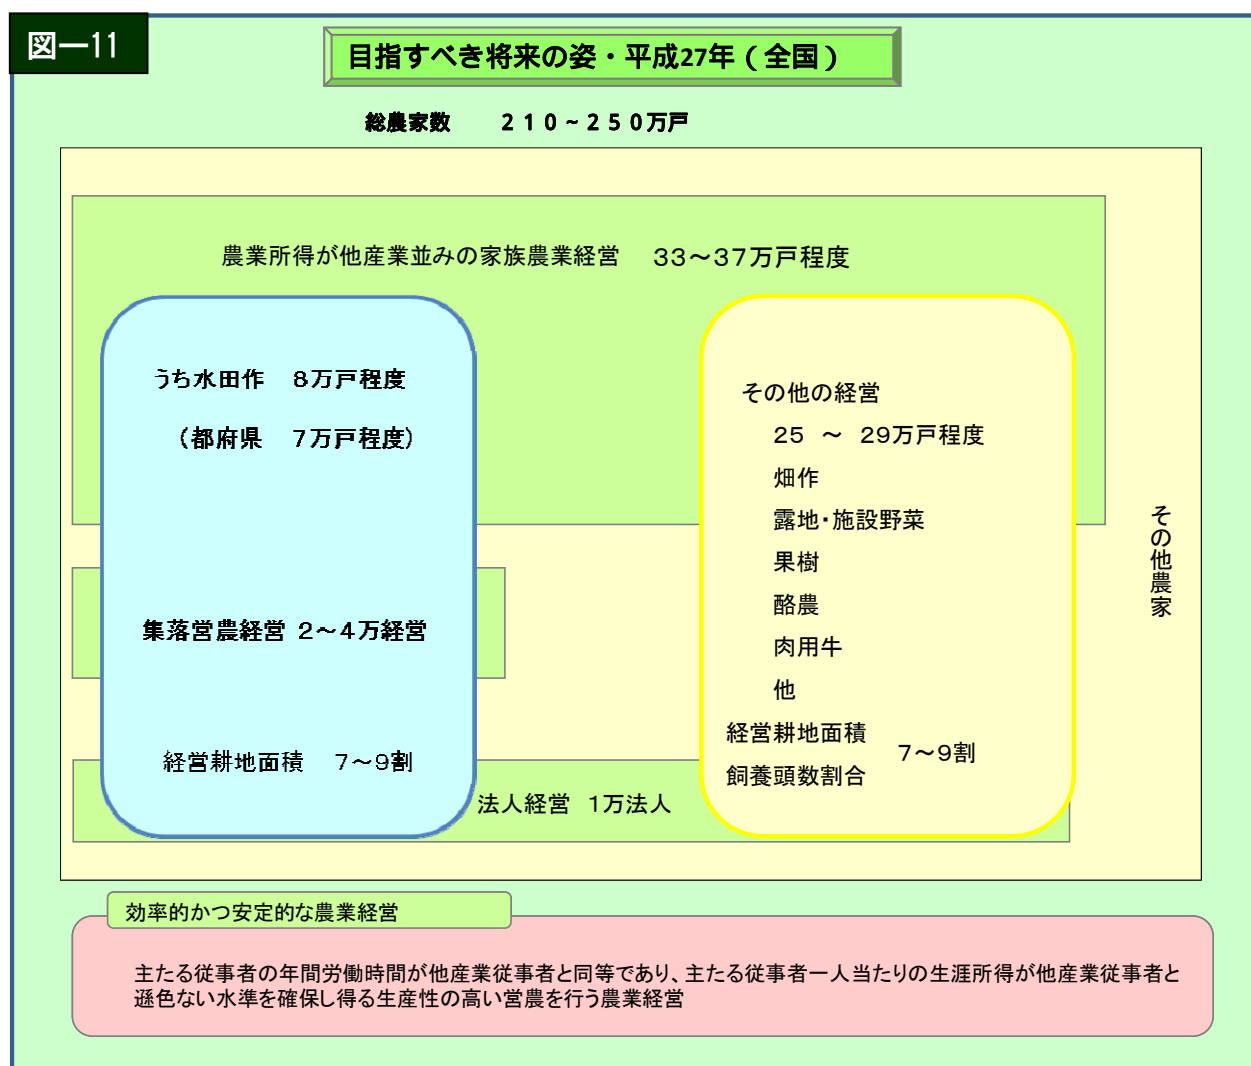 図―11
目指すべき将来の姿・平成27年（全国）
総農家数　２１０～２５０万戸
農業所得が他産業並みの家族農業経営　33～37万戸程度
うち水田作　８万戸程度
（都府県　７万戸程度）
集落営農経営 ２～４万経営
経営耕地面積　７～９割
その他の経営
25　～　29万戸程度
畑作
露地・施設野菜
果樹
酪農
肉用牛
他
経営耕地面積
飼養頭数割合
７～９割
法人経営　１万法人
その他農家
効率的かつ安定的な農業経営
主たる従事者の年間労働時間が他産業従事者と同等であり、主たる従事者一人当たりの生涯所得が他産業従事者と
遜色ない水準を確保し得る生産性の高い営農を行う農業経営